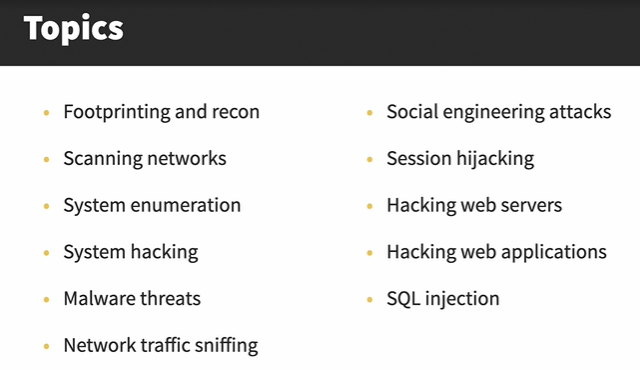 Topics
• Footprinting and recon
• Scanning networks
• System enumeration
• System hacking
• Malware threats
• Network traffic sniffing
• Social engineering attacks
• Session hijacking
• Hacking web servers
• Hacking web applications
• SQL injection